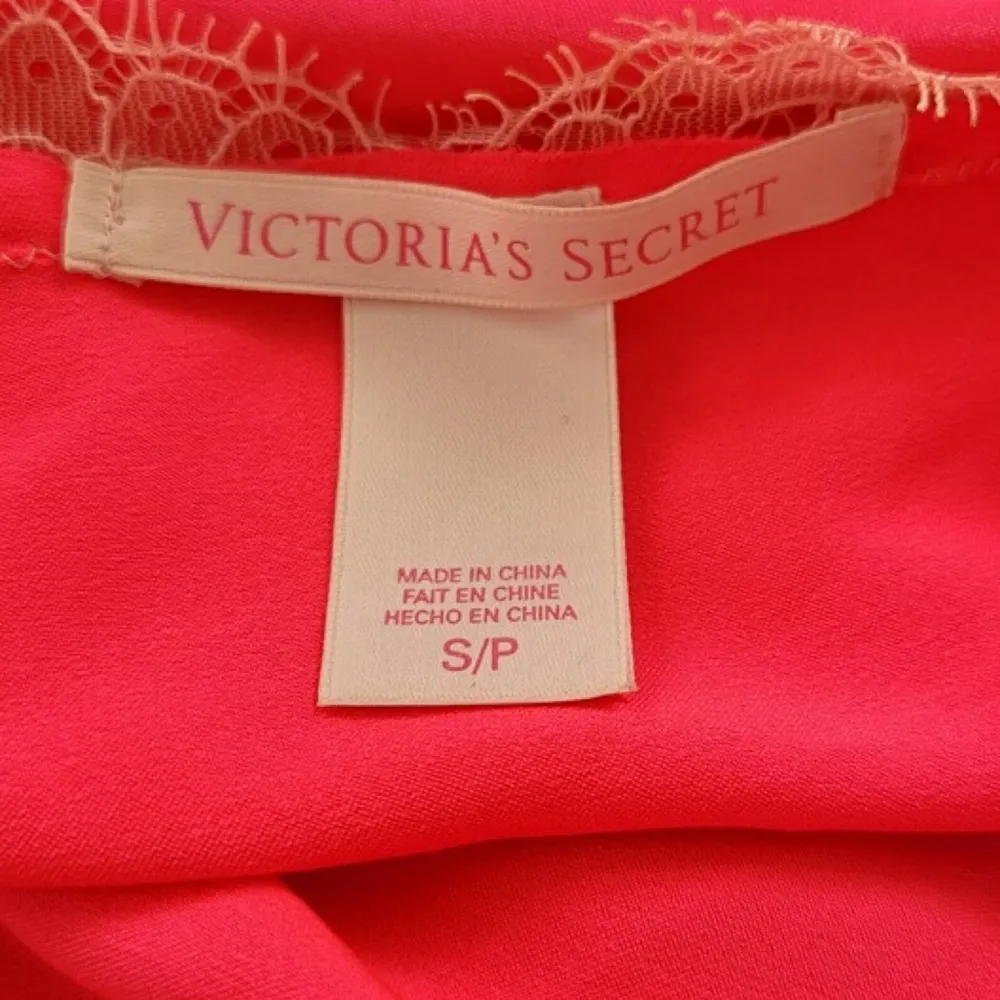 VICTORIA'S SECRET
MADE IN CHINA
FAIT EN CHINE
HECHO EN CHINA
S/P